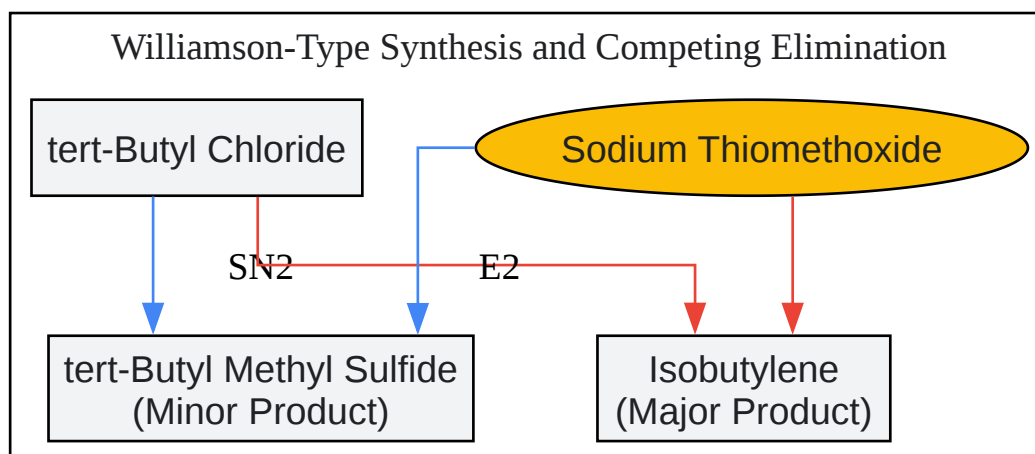 Williamson-Type Synthesis and Competing Elimination
tert-Butyl Chloride
Sodium Thiomethoxide
SN2
E2
tert-Butyl Methyl Sulfide
(Minor Product)
Isobutylene
(Major Product)